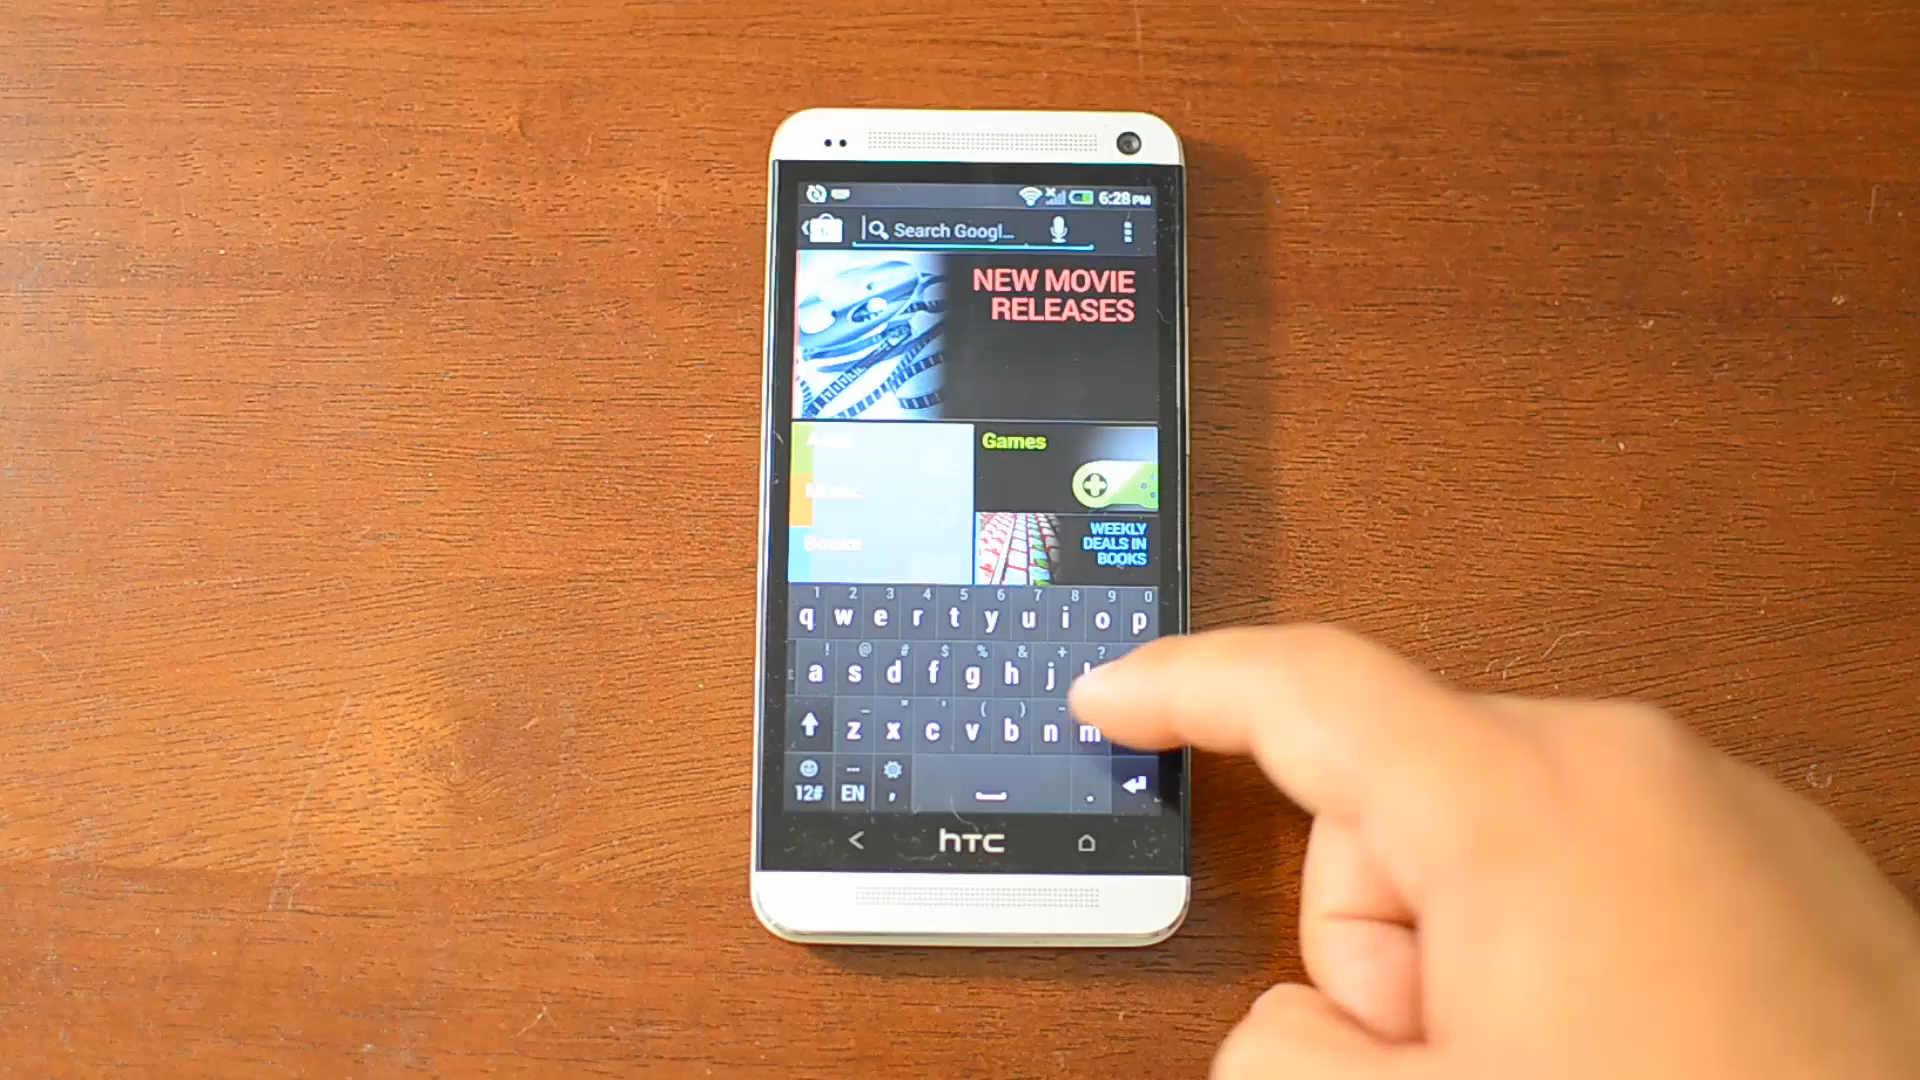 6:28 PM
Search Googl...
NEW MOVIE
RELEASES
Games
Books
WEEKLY
DEALS IN
BOOKS
1 2 3 4 5 6 7 8 9 0
q w e r t y u i o p
! @ # $ % & + ?
a s d f g h j
_ " ' ( ) -
z x c v b n m
12# EN , .
hTC